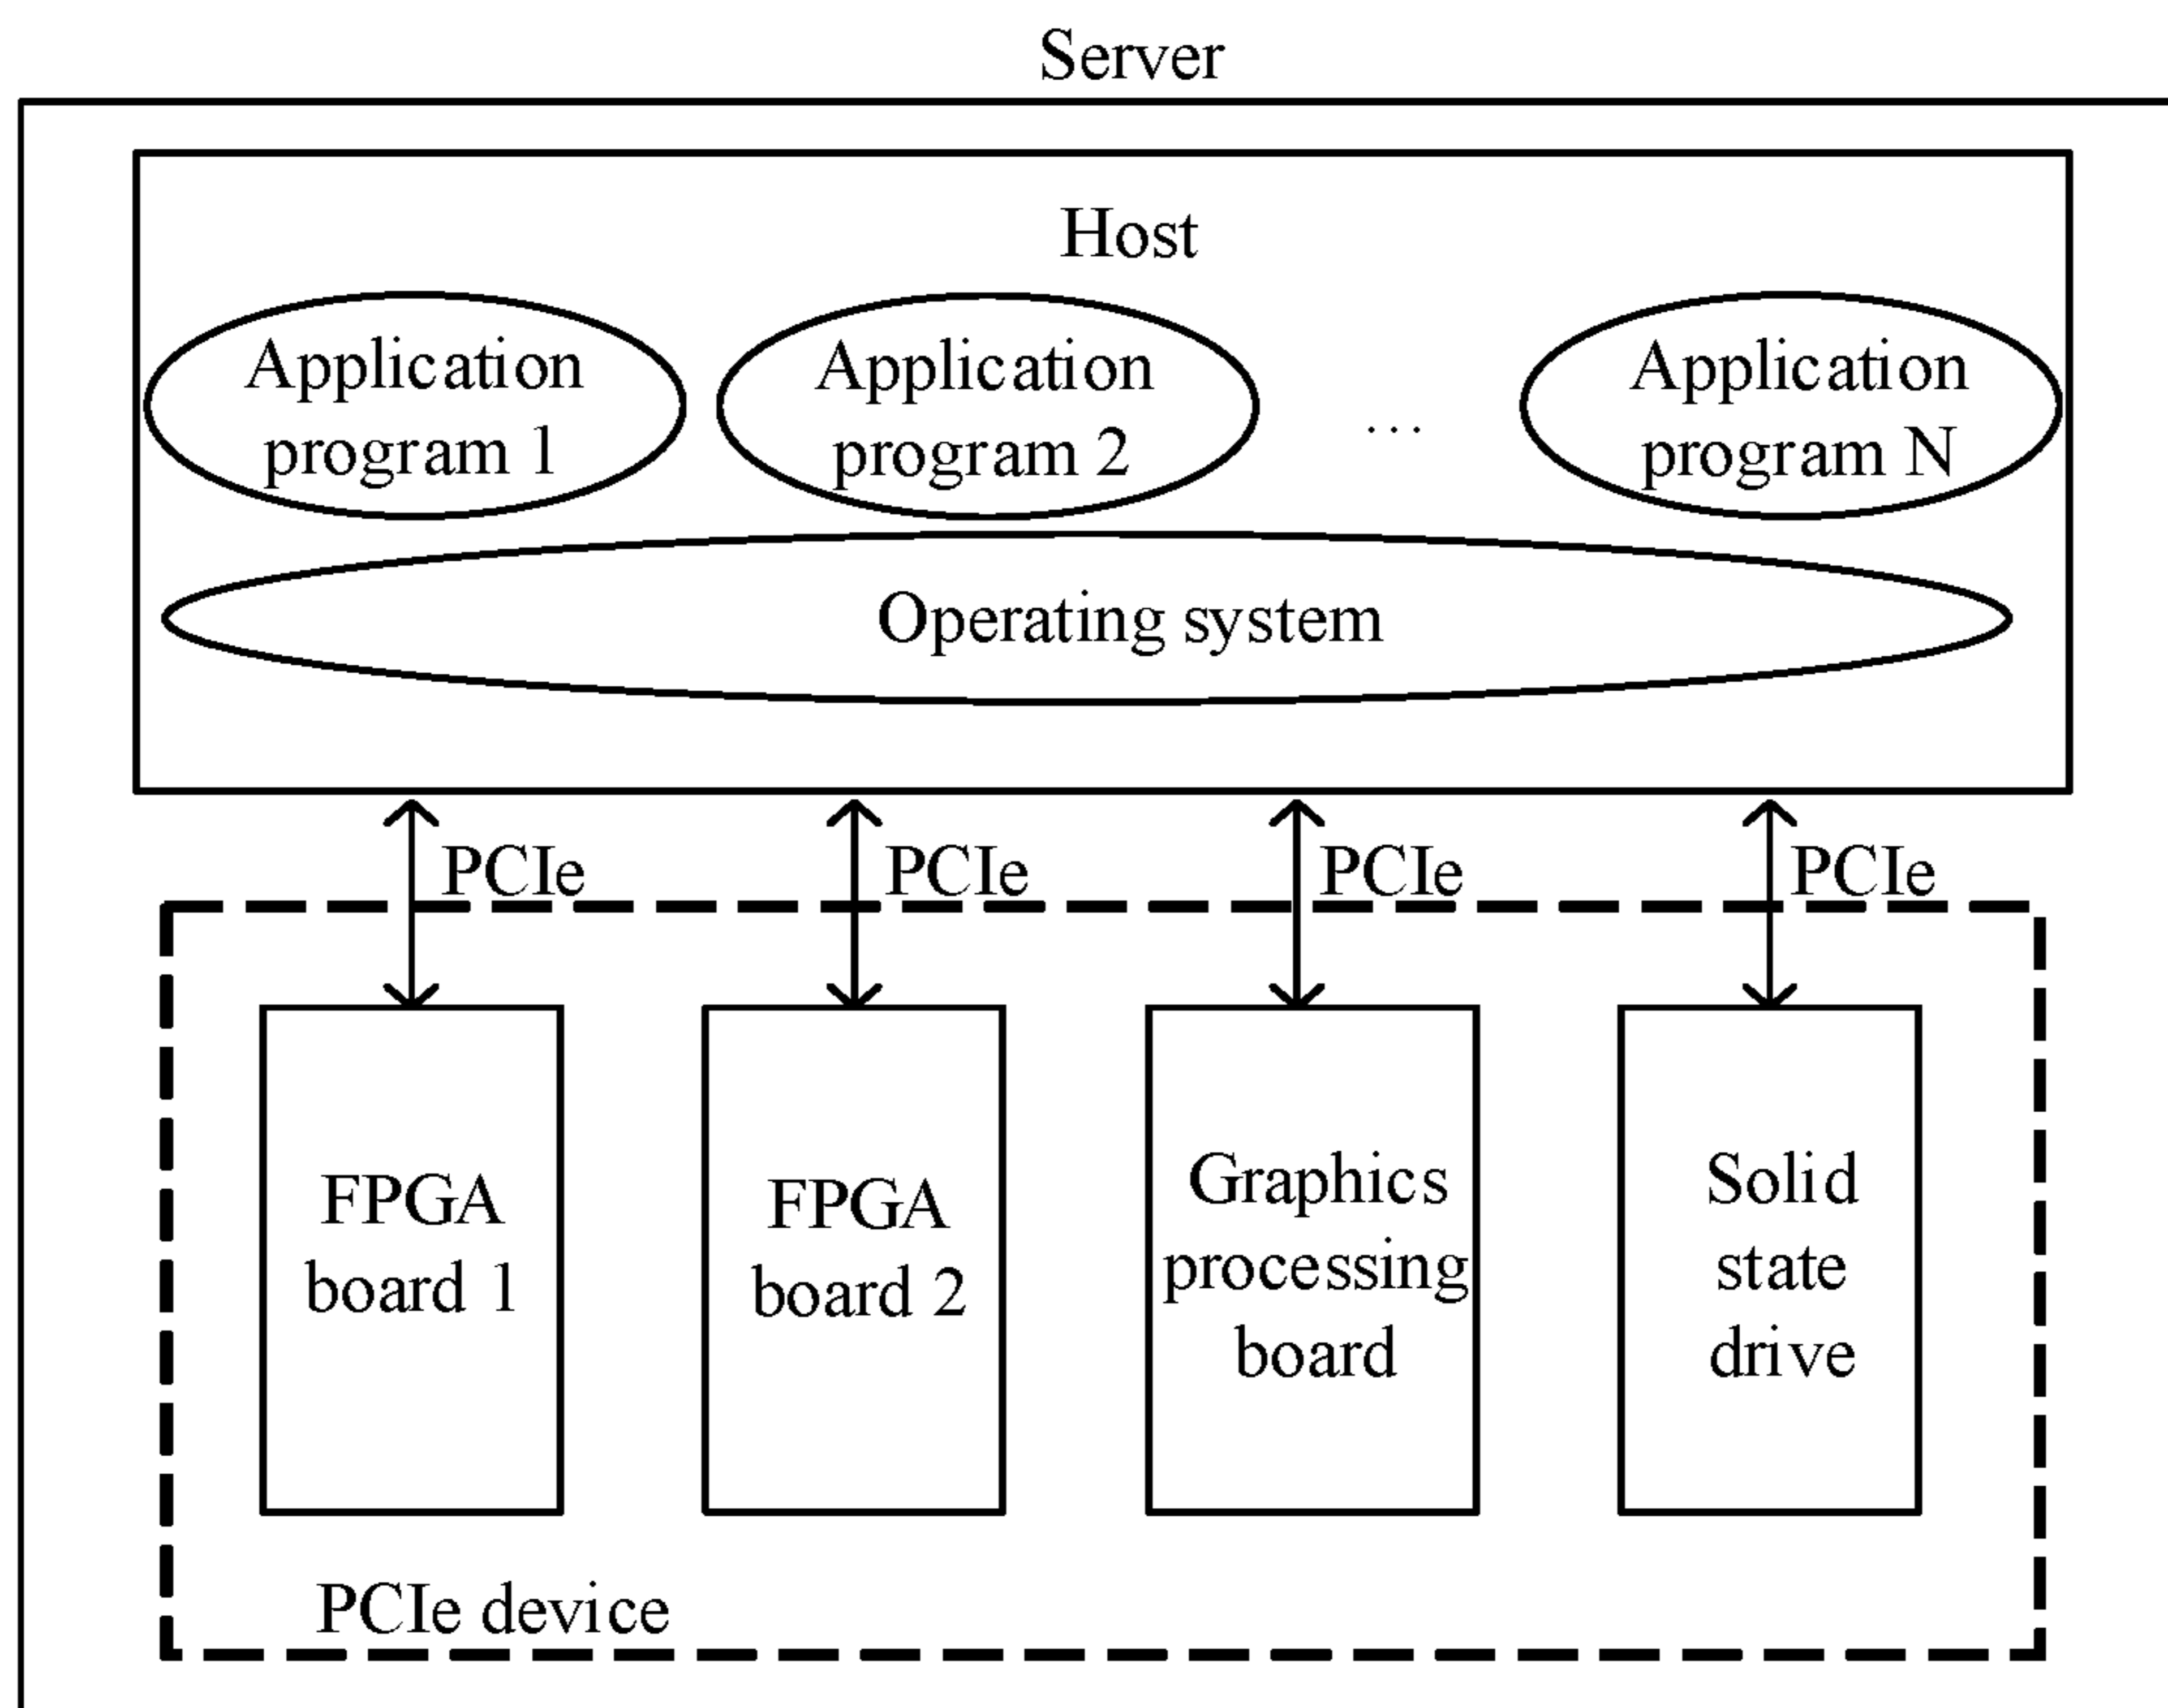 Server
Host
Application
program 1
Application
program 2
...
Application
program N
Operating system
PCIe
PCIe
PCIe
PCIe
FPGA
board 1
FPGA
board 2
Graphics
processing
board
Solid
state
drive
PCIe device